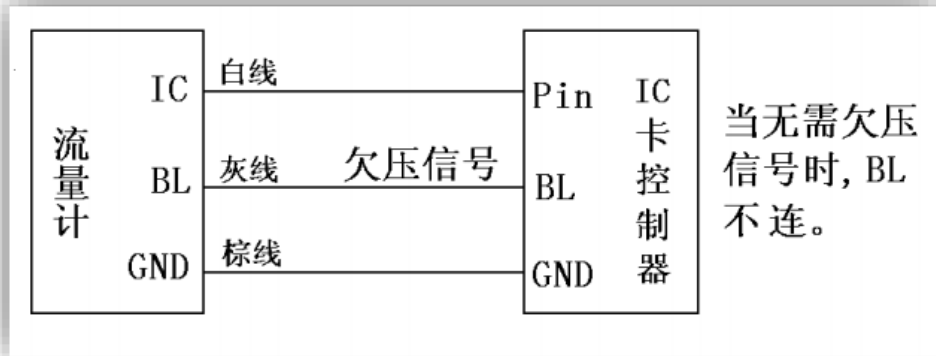 流量计
IC 白线 Pin
BL 灰线 欠压信号 BL
GND 棕线 GND
IC卡控制器
当无需欠压
信号时, BL
不连。